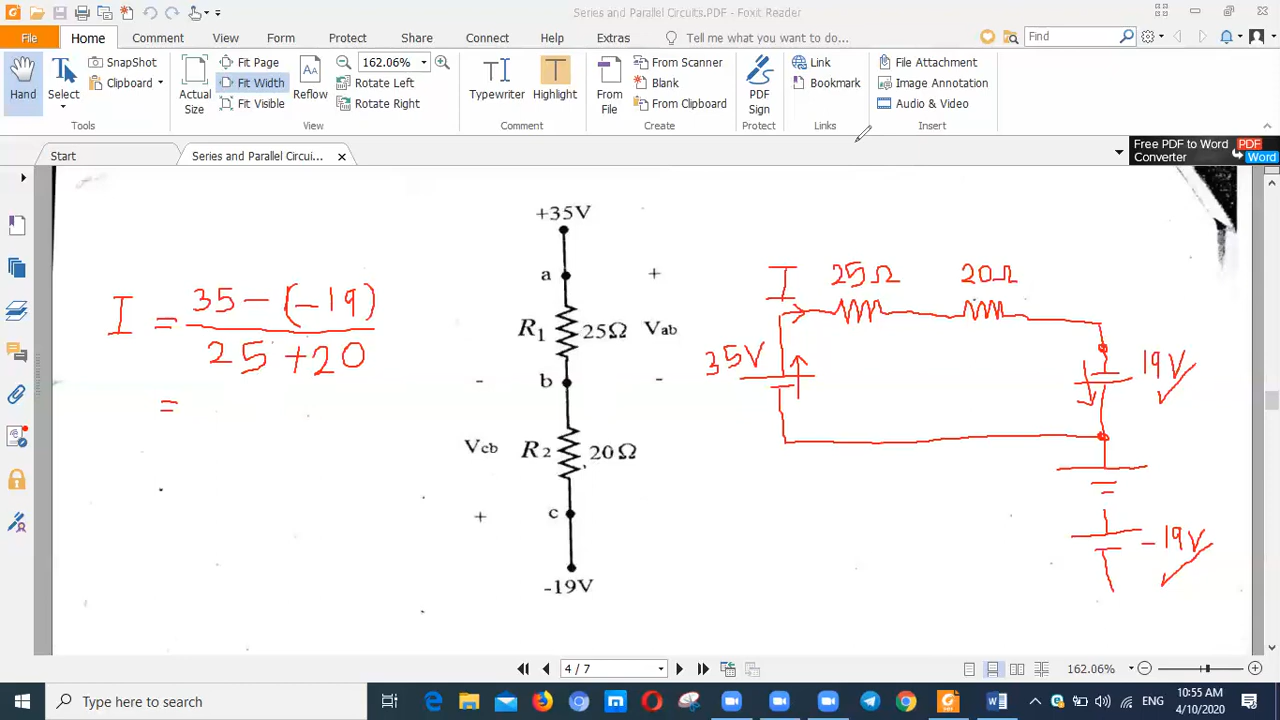 Series and Parallel Circuits.PDF - Foxit Reader
File Home Comment View Form Protect Share Connect Help Extras Tell me what you want to do... Find
Hand
Select
SnapShot
Clipboard
Tools
Actual Size
Fit Page
Fit Width
Fit Visible
Reflow
162.06%
Rotate Left
Rotate Right
View
Typewriter
Highlight
Comment
From File
From Scanner
Blank
From Clipboard
Create
PDF Sign
Protect
Link
Bookmark
Links
File Attachment
Image Annotation
Audio & Video
Insert
Start
Series and Parallel Circui...
Free PDF to Word Converter
PDF
Word
+35V
a +
R1 25Ω Vab
- b -
Vcb R2 20Ω
+ c
-19V
I = 35 - (-19)
25 + 20
=
I 25Ω 20Ω
35V
19V
-19V
4 / 7
162.06%
Type here to search
W
ENG
10:55 AM
4/10/2020